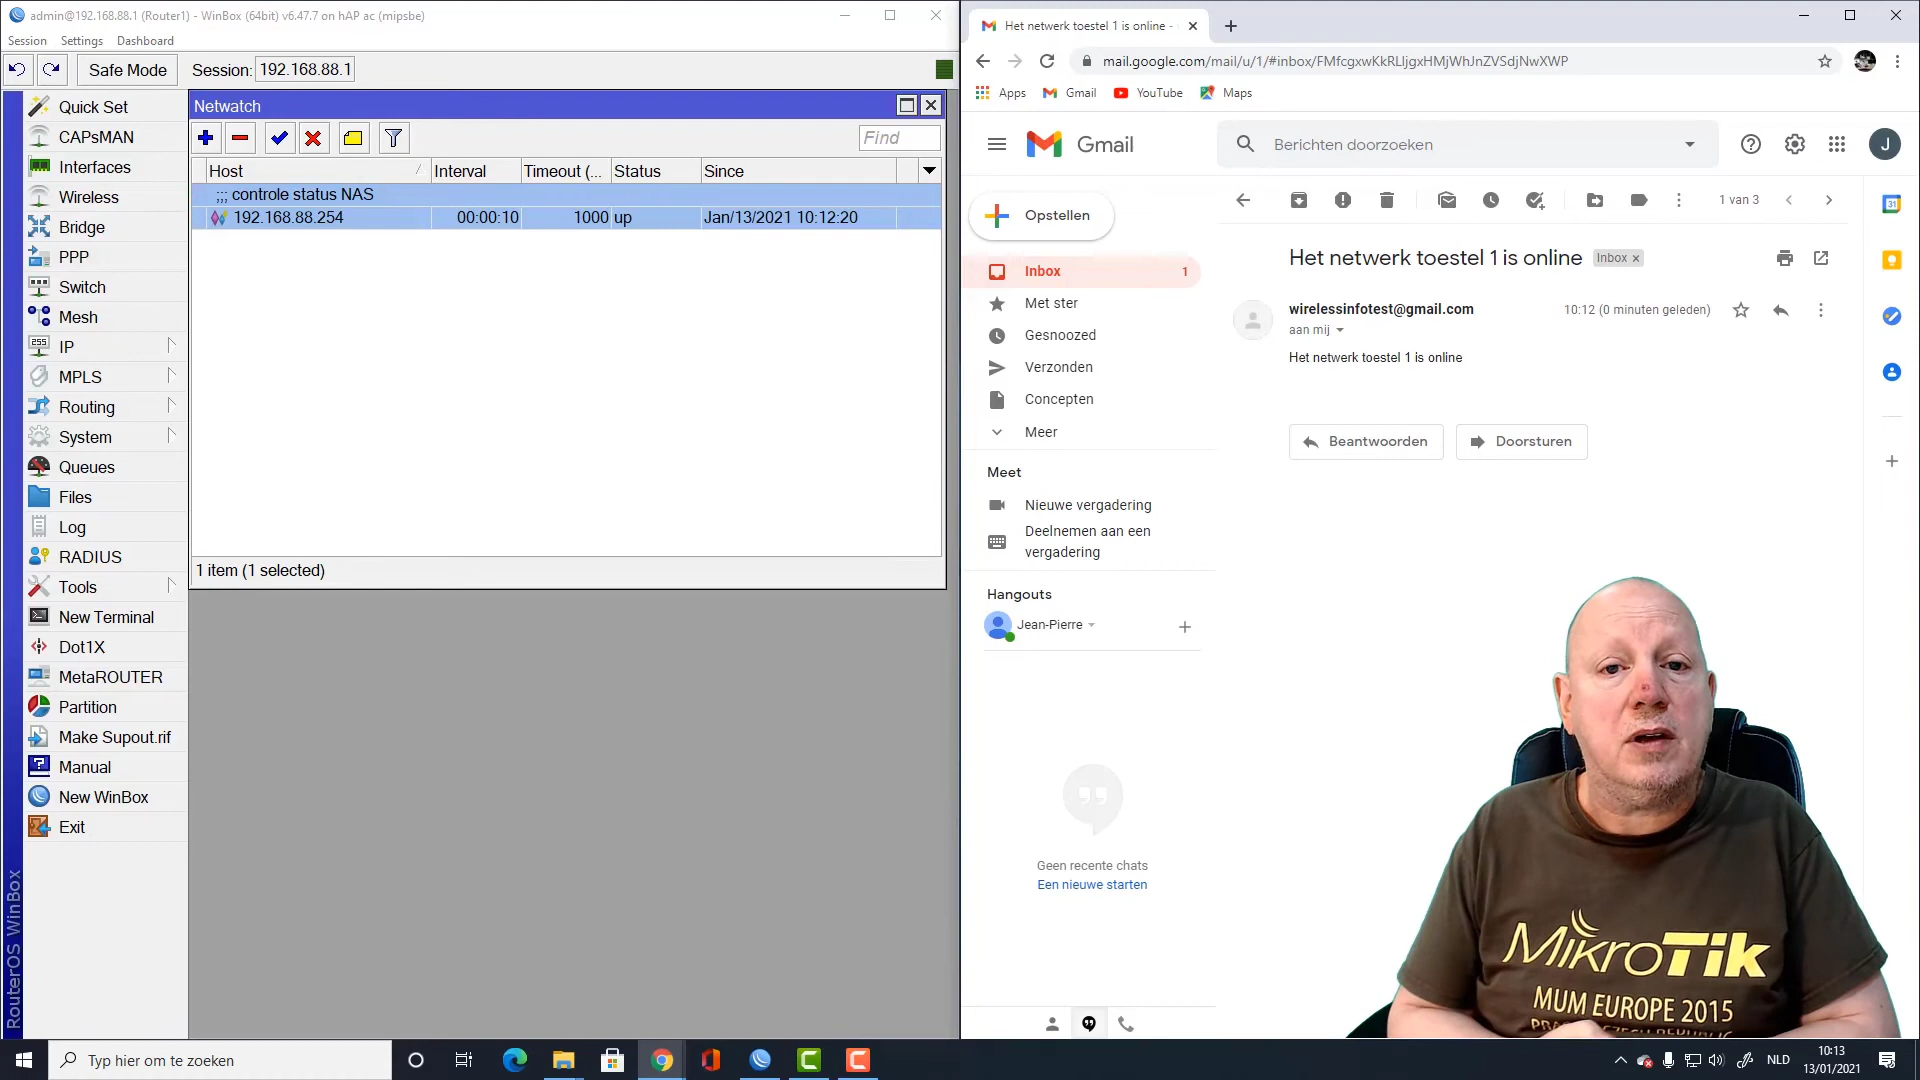 admin@192.168.88.1 (Router1) - WinBox (64bit) v6.47.7 on hAP ac (mipsbe)
Session Settings Dashboard
Safe Mode Session: 192.168.88.1
Quick Set
CAPsMAN
Interfaces
Wireless
Bridge
PPP
Switch
Mesh
IP
MPLS
Routing
System
Queues
Files
Log
RADIUS
Tools
New Terminal
Dot1X
MetaROUTER
Partition
Make Supout.rif
Manual
New WinBox
Exit
RouterOS WinBox
Netwatch
Find
Host Interval Timeout (... Status Since
;;; controle status NAS
192.168.88.254 00:00:10 1000 up Jan/13/2021 10:12:20
1 item (1 selected)
Het netwerk toestel 1 is online -
mail.google.com/mail/u/1/#inbox/FMfcgxwKkRLljgxHMjWhJnZVSdjNwXWP
Apps Gmail YouTube Maps
Gmail
Berichten doorzoeken
J
Opstellen
Inbox 1
Met ster
Gesnoozed
Verzonden
Concepten
Meer
Meet
Nieuwe vergadering
Deelnemen aan een
vergadering
Hangouts
Jean-Pierre
Geen recente chats
Een nieuwe starten
1 van 3
Het netwerk toestel 1 is online Inbox
wirelessinfotest@gmail.com 10:12 (0 minuten geleden)
aan mij
Het netwerk toestel 1 is online
Beantwoorden Doorsturen
31
MikroTik
MUM EUROPE 2015
Typ hier om te zoeken
NLD
10:13
13/01/2021